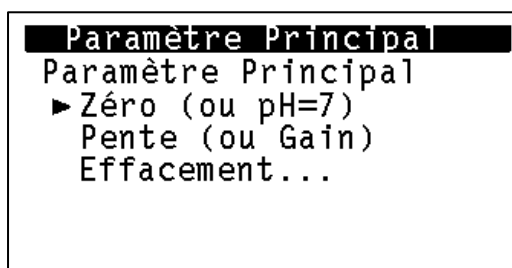 Paramètre Principal
Paramètre Principal
►Zéro (ou pH=7)
Pente (ou Gain)
Effacement...